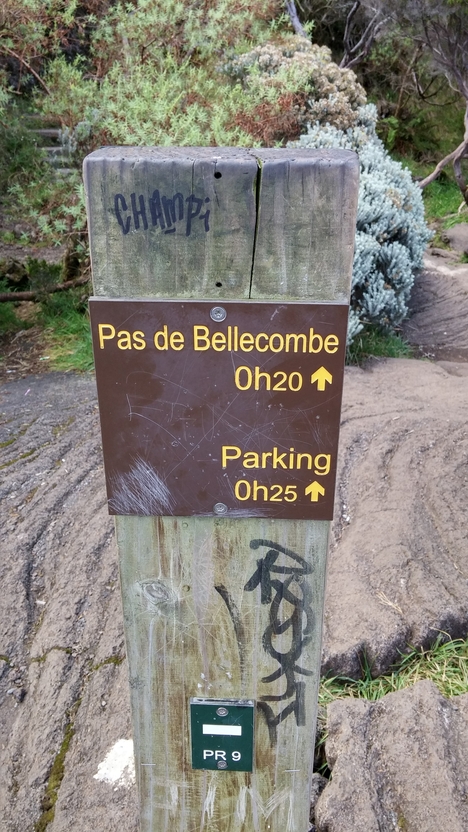 CHAMPi
Pas de Bellecombe
0h20
Parking
0h25
PR 9